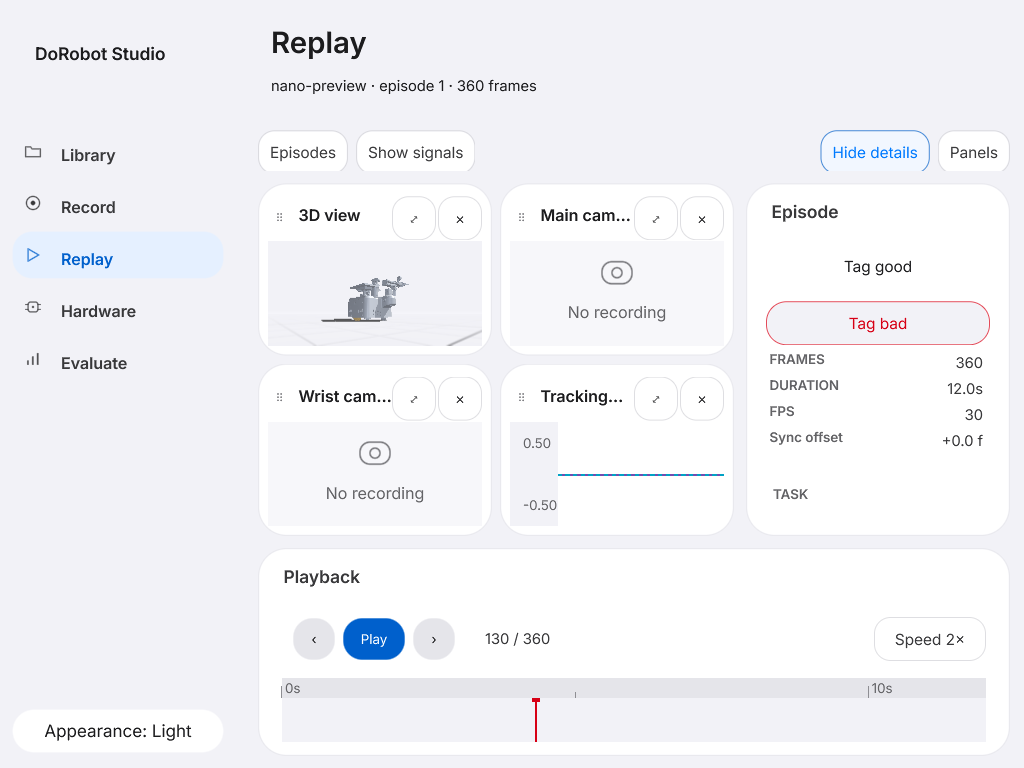 DoRobot Studio
Library
Record
Replay
Hardware
Evaluate
Appearance: Light
Replay
nano-preview · episode 1 · 360 frames
Episodes
Show signals
Hide details
Panels
3D view
Main cam...
No recording
Wrist cam...
No recording
Tracking...
0.50
-0.50
Episode
Tag good
Tag bad
FRAMES 360
DURATION 12.0s
FPS 30
Sync offset +0.0 f
TASK
Playback
‹ Play › 130 / 360 Speed 2×
0s 10s